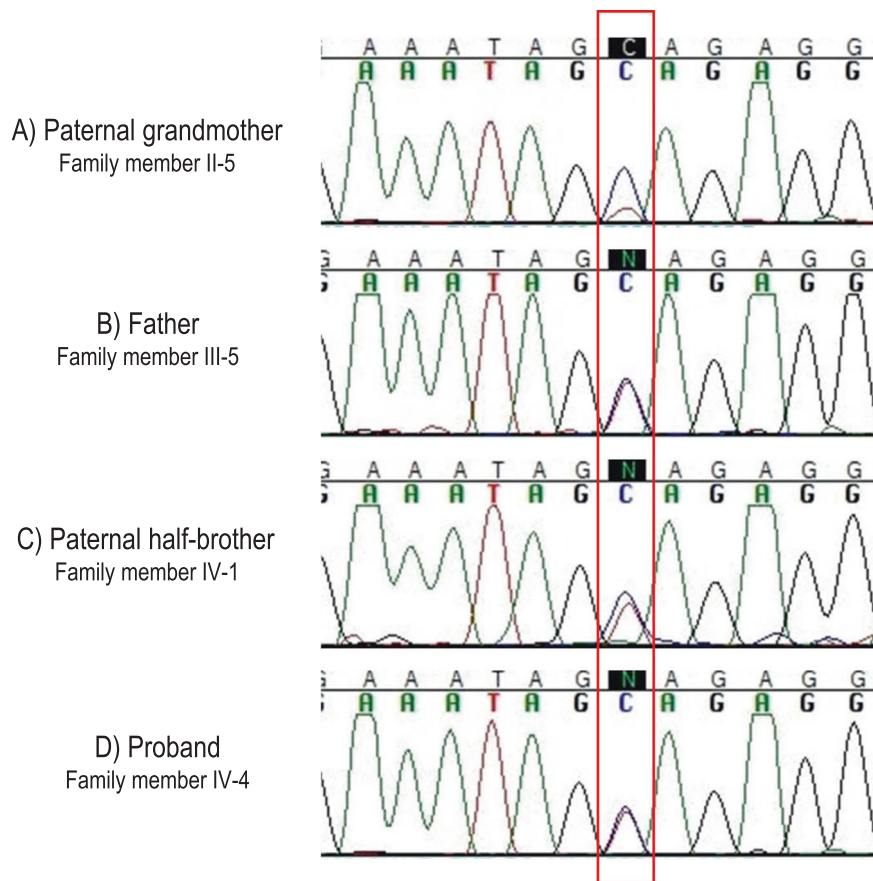 A A A T A G C A G A G G
A A A T A G C A G A G G
A) Paternal grandmother
Family member II-5
G A A A T A G N A G A G G
G A A A T A G C A G A G G
B) Father
Family member III-5
G A A A T A G N A G A G G
G A A A T A G C A G A G G
C) Paternal half-brother
Family member IV-1
G A A A T A G N A G A G G
A A A T A G C A G A G G
D) Proband
Family member IV-4